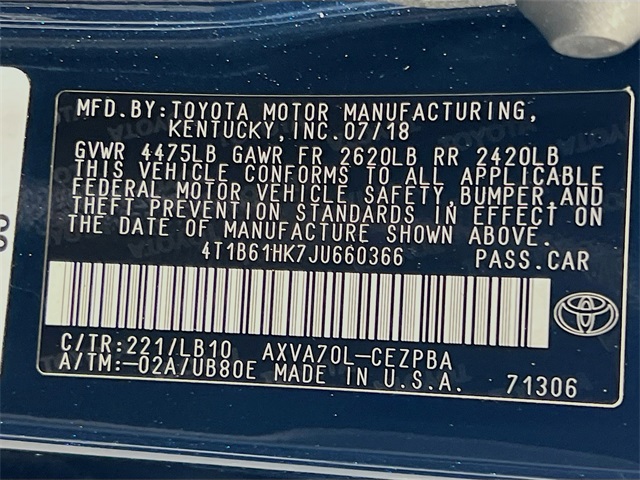 MFD.BY:TOYOTA MOTOR MANUFACTURING,
KENTUCKY,INC.07/18
GVWR 4475LB GAWR FR 2620LB RR 2420LB
THIS VEHICLE CONFORMS TO ALL APPLICABLE
FEDERAL MOTOR VEHICLE SAFETY,BUMPER,AND
THEFT PREVENTION STANDARDS IN EFFECT ON
THE DATE OF MANUFACTURE SHOWN ABOVE.
4T1B61HK7JU660366 PASS.CAR
C/TR:221/LB10 AXVA70L-CEZPBA
A/TM:-02A/UB80E MADE IN U.S.A. 71306